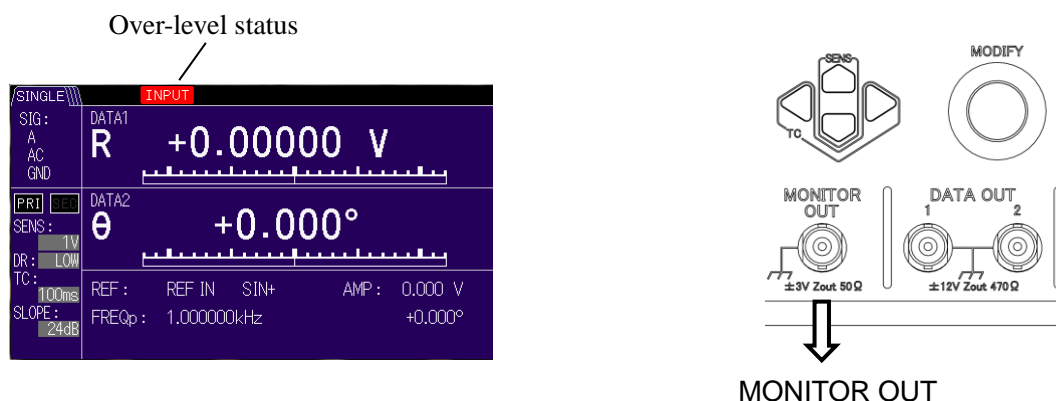 Over-level status
SINGLE
INPUT
SIG:
A
AC
GND
DATA1
R +0.00000 V
PRI SEC
SENS:
1V
DR: LOW
TC:
100ms
SLOPE:
24dB
DATA2
θ +0.000°
REF: REF IN SIN+ AMP: 0.000 V
FREQp: 1.000000kHz +0.000°
SENS
TC
MODIFY
MONITOR
OUT
±3V Zout 50Ω
DATA OUT
1 2
±12V Zout 470Ω
MONITOR OUT